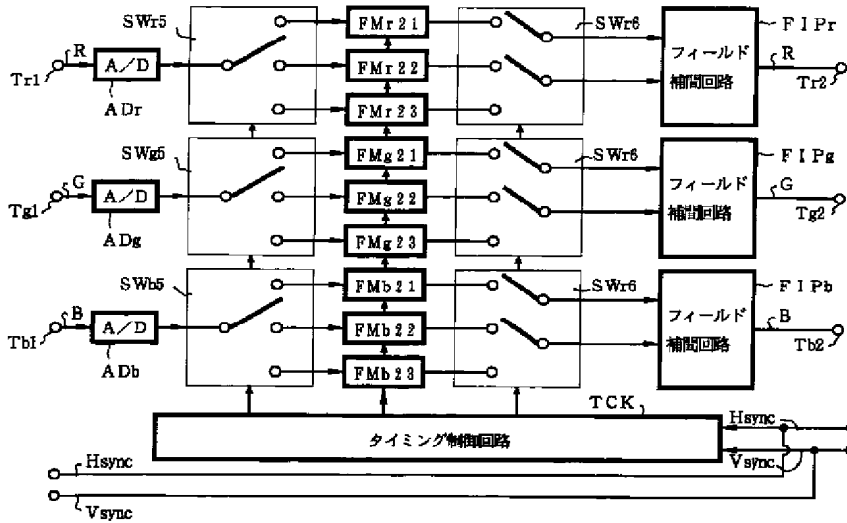 SWr5
FMr21
SWr6
FIPr
R
A/D
Tr1
ADr
FMr22
FMr23
フィールド
補間回路
R
Tr2
SWg5
FMg21
SWr6
FIPg
G
A/D
Tg1
ADg
FMg22
FMg23
フィールド
補間回路
G
Tg2
SWb5
FMb21
SWr6
FIPb
B
A/D
Tb1
ADb
FMb22
FMb23
フィールド
補間回路
B
Tb2
TCK
タイミング制御回路
Hsync
Vsync
Hsync
Vsync